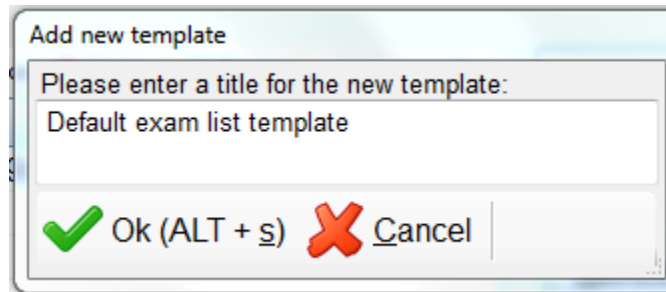 Add new template
Please enter a title for the new template:
Default exam list template
Ok (ALT + s) Cancel